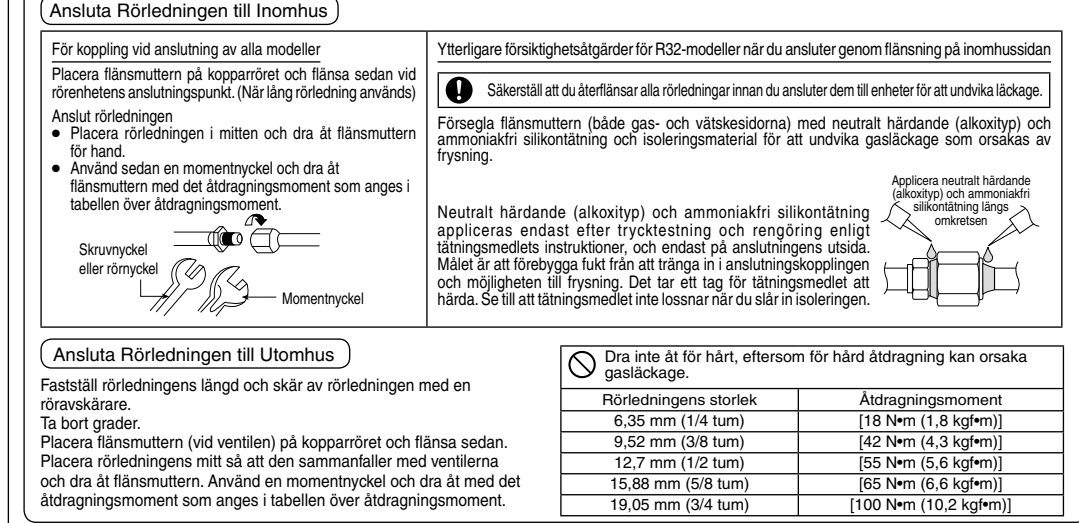 Ansluta Rörledningen till Inomhus
För koppling vid anslutning av alla modeller
Placera flänsmuttern på kopparröret och flänsa sedan vid
rörenhetens anslutningspunkt. (När lång rörledning används)
Anslut rörledningen
● Placera rörledningen i mitten och dra åt flänsmuttern
för hand.
● Använd sedan en momentnyckel och dra åt
flänsmuttern med det åtdragningsmoment som anges i
tabellen över åtdragningsmoment.
Skruvnyckel
eller rörnyckel
Momentnyckel
Ytterligare försiktighetsåtgärder för R32-modeller när du ansluter genom flänsning på inomhussidan
Säkerställ att du återflänsar alla rörledningar innan du ansluter dem till enheter för att undvika läckage.
Försegla flänsmuttern (både gas- och vätskesidorna) med neutralt härdande (alkoxityp) och
ammoniakfri silikontätning och isoleringsmaterial för att undvika gasläckage som orsakas av
frysning.
Neutralt härdande (alkoxityp) och ammoniakfri silikontätning
appliceras endast efter trycktestning och rengöring enligt
tätningsmedlets instruktioner, och endast på anslutningens utsida.
Målet är att förebygga fukt från att tränga in i anslutningskopplingen
och möjligheten till frysning. Det tar ett tag för tätningsmedlet att
härda. Se till att tätningsmedlet inte lossnar när du slår in isoleringen.
Applicera neutralt härdande
(alkoxityp) och ammoniakfri
silikontätning längs
omkretsen
Ansluta Rörledningen till Utomhus
Fastställ rörledningens längd och skär av rörledningen med en
röravskärare.
Ta bort grader.
Placera flänsmuttern (vid ventilen) på kopparröret och flänsa sedan.
Placera rörledningens mitt så att den sammanfaller med ventilerna
och dra åt flänsmuttern. Använd en momentnyckel och dra åt med det
åtdragningsmoment som anges i tabellen över åtdragningsmoment.
Dra inte åt för hårt, eftersom för hård åtdragning kan orsaka
gasläckage.
Rörledningens storlek Åtdragningsmoment
6,35 mm (1/4 tum) [18 N•m (1,8 kgf•m)]
9,52 mm (3/8 tum) [42 N•m (4,3 kgf•m)]
12,7 mm (1/2 tum) [55 N•m (5,6 kgf•m)]
15,88 mm (5/8 tum) [65 N•m (6,6 kgf•m)]
19,05 mm (3/4 tum) [100 N•m (10,2 kgf•m)]